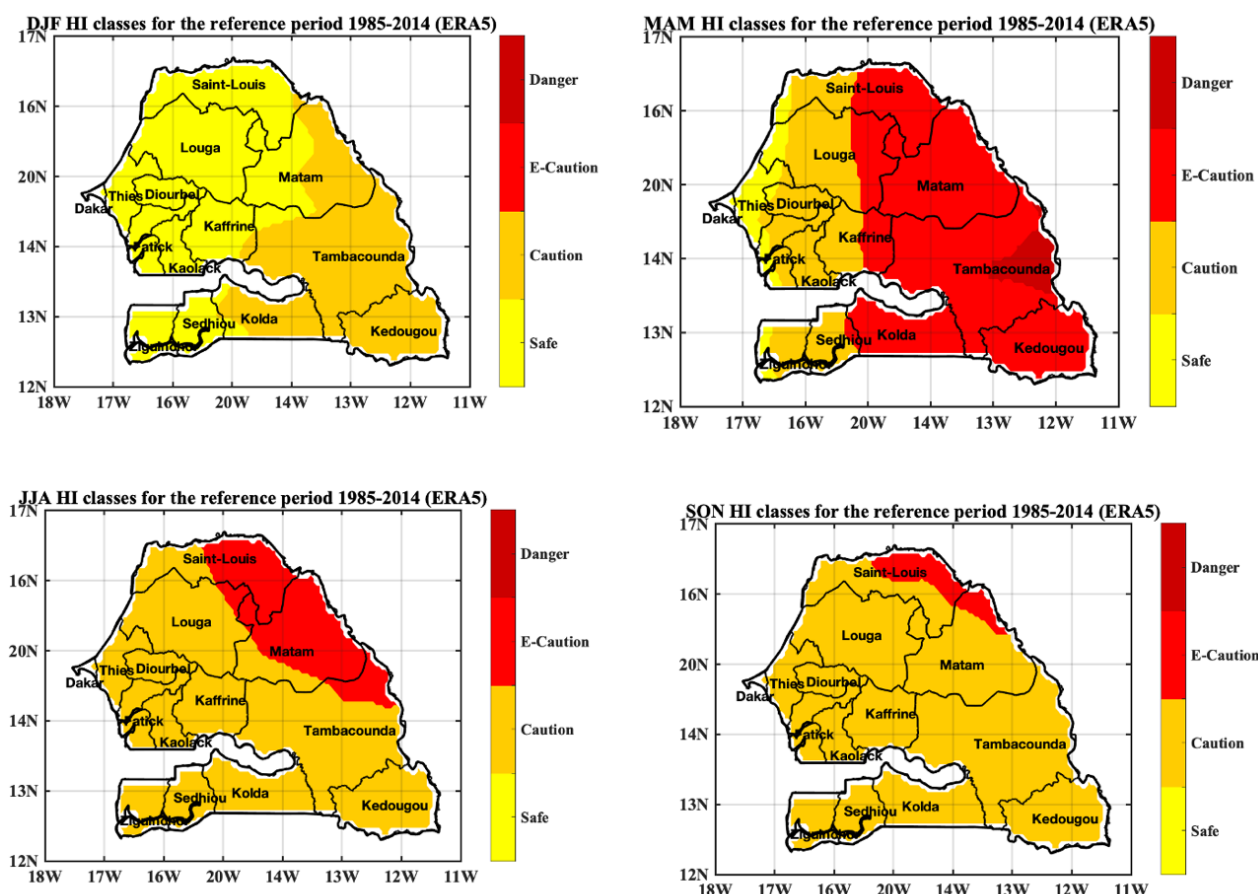 DJF HI classes for the reference period 1985-2014 (ERA5)
17N
16N
20N
14N
13N
12N
18W 17W 16W 20W 14W 13W 12W 11W
Saint-Louis
Louga
Matam
Thies
Diourbel
Dakar
Kaffrine
Fatick
Kaolack
Tambacounda
Sedhiou
Kolda
Ziguinchor
Kedougou
Danger
E-Caution
Caution
Safe
MAM HI classes for the reference period 1985-2014 (ERA5)
17N
16N
20N
14N
13N
12N
18W 17W 16W 20W 14W 13W 12W 11W
Saint-Louis
Louga
Matam
Thies
Diourbel
Dakar
Kaffrine
Fatick
Kaolack
Tambacounda
Sedhiou
Kolda
Ziguinchor
Kedougou
Danger
E-Caution
Caution
Safe
JJA HI classes for the reference period 1985-2014 (ERA5)
17N
16N
20N
14N
13N
12N
18W 17W 16W 20W 14W 13W 12W 11W
Saint-Louis
Louga
Matam
Thies
Diourbel
Dakar
Kaffrine
Fatick
Kaolack
Tambacounda
Sedhiou
Kolda
Ziguinchor
Kedougou
Danger
E-Caution
Caution
Safe
SON HI classes for the reference period 1985-2014 (ERA5)
17N
16N
20N
14N
13N
12N
18W 17W 16W 20W 14W 13W 12W 11W
Saint-Louis
Louga
Matam
Thies
Diourbel
Dakar
Kaffrine
Fatick
Kaolack
Tambacounda
Sedhiou
Kolda
Ziguinchor
Kedougou
Danger
E-Caution
Caution
Safe